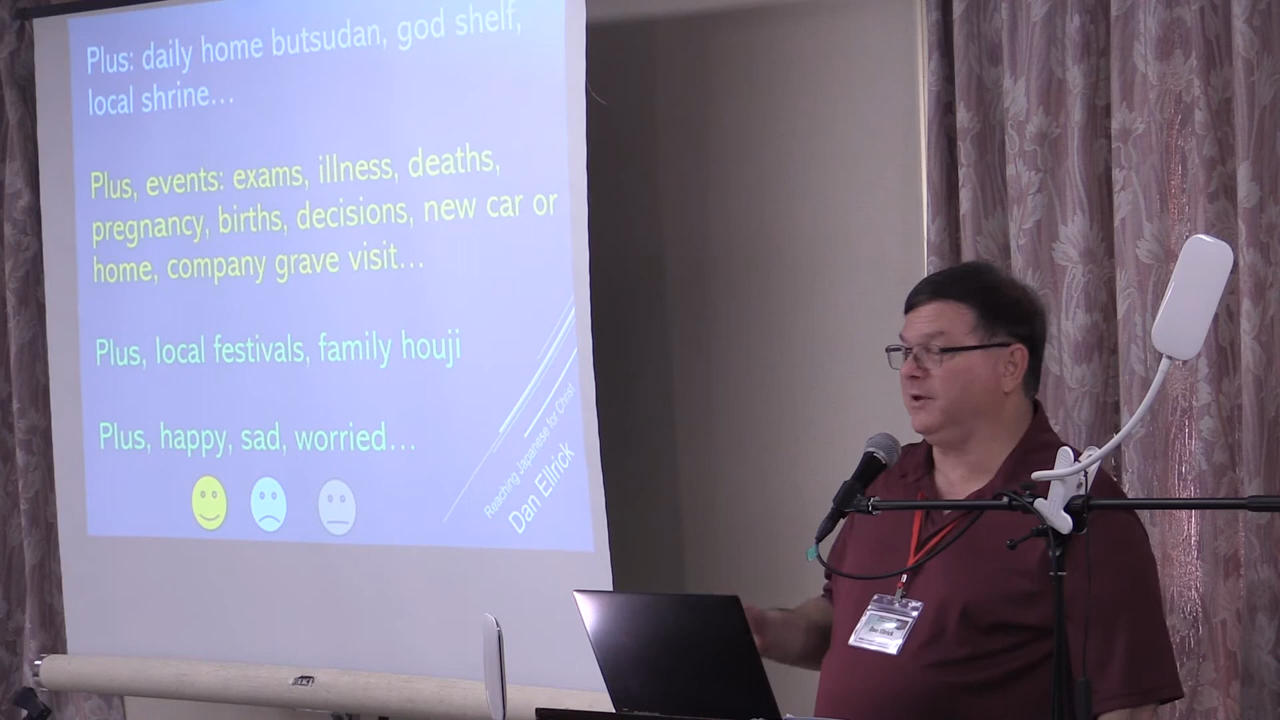 Plus: daily home butsudan, god shelf,
local shrine…
Plus, events: exams, illness, deaths,
pregnancy, births, decisions, new car or
home, company grave visit…
Plus, local festivals, family houji
Plus, happy, sad, worried…
Reaching Japanese for Christ
Dan Ellrick
Dan Ellrick